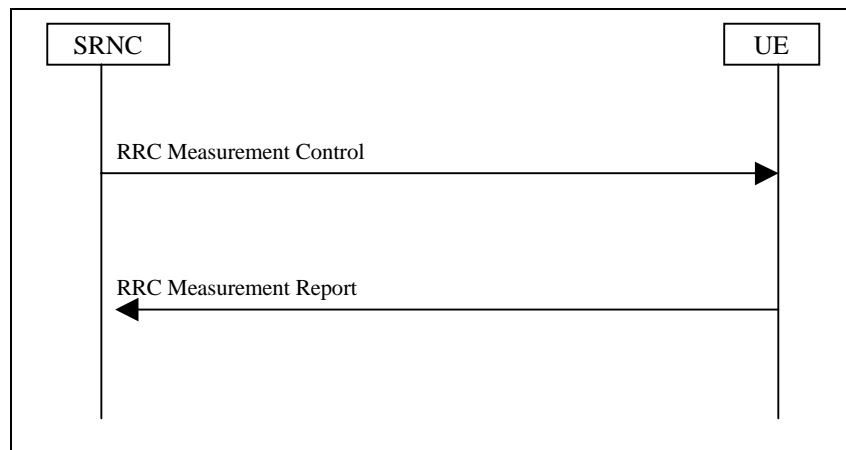 SRNC
UE
RRC Measurement Control
RRC Measurement Report